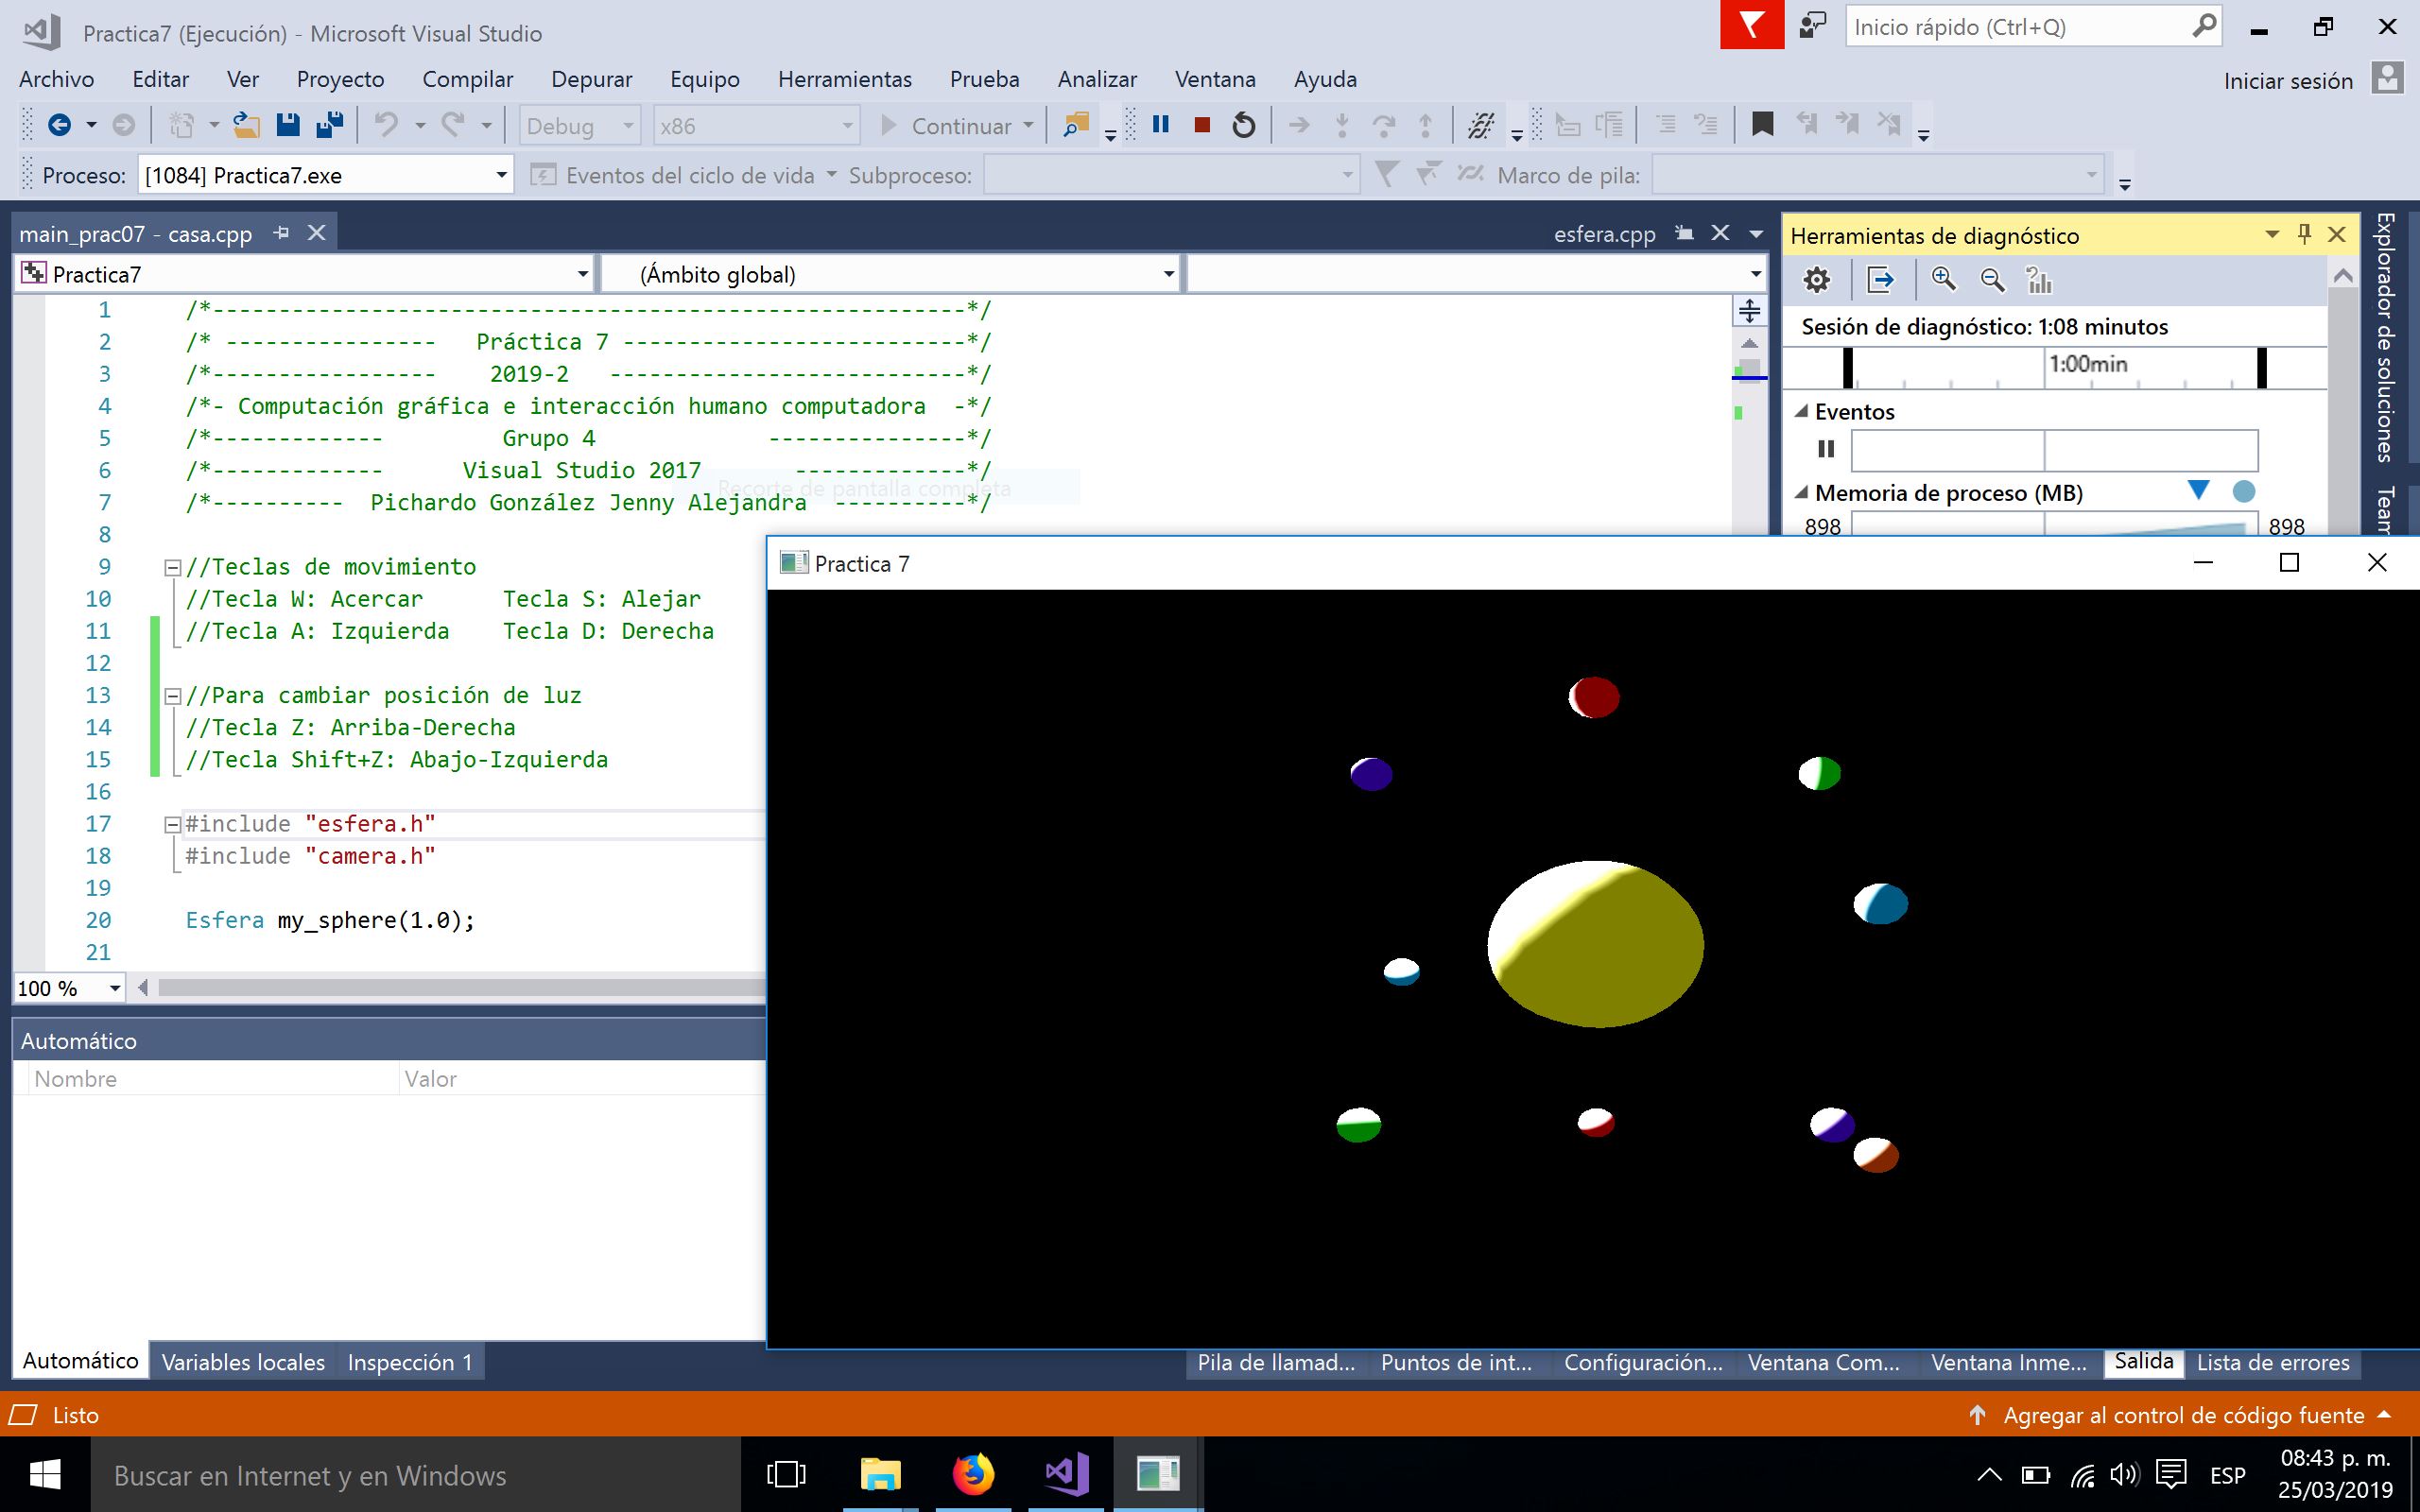 Practica7 (Ejecución) - Microsoft Visual Studio
Inicio rápido (Ctrl+Q)
Archivo Editar Ver Proyecto Compilar Depurar Equipo Herramientas Prueba Analizar Ventana Ayuda
Iniciar sesión
Debug x86 Continuar
Proceso: [1084] Practica7.exe Eventos del ciclo de vida Subproceso: Marco de pila:
main_prac07 - casa.cpp esfera.cpp
Practica7 (Ámbito global)
1 /*---------------------------------------------------------*/
2 /* ---------------- Práctica 7 --------------------------*/
3 /*----------------- 2019-2 ---------------------------*/
4 /*- Computación gráfica e interacción humano computadora -*/
5 /*------------- Grupo 4 ---------------*/
6 /*------------- Visual Studio 2017 -------------*/
Recorte de pantalla completa
7 /*---------- Pichardo González Jenny Alejandra ----------*/
8
9 //Teclas de movimiento
10 //Tecla W: Acercar Tecla S: Alejar
11 //Tecla A: Izquierda Tecla D: Derecha
12
13 //Para cambiar posición de luz
14 //Tecla Z: Arriba-Derecha
15 //Tecla Shift+Z: Abajo-Izquierda
16
17 #include "esfera.h"
18 #include "camera.h"
19
20 Esfera my_sphere(1.0);
21
100 %
Herramientas de diagnóstico
Sesión de diagnóstico: 1:08 minutos
1:00min
Eventos
Memoria de proceso (MB)
898 898
Explorador de soluciones
Team
Practica 7
Automático
Nombre Valor
Automático Variables locales Inspección 1
Pila de llamad... Puntos de int... Configuración... Ventana Com... Ventana Inme... Salida Lista de errores
Listo
Agregar al control de código fuente
Buscar en Internet y en Windows
ESP
08:43 p. m.
25/03/2019